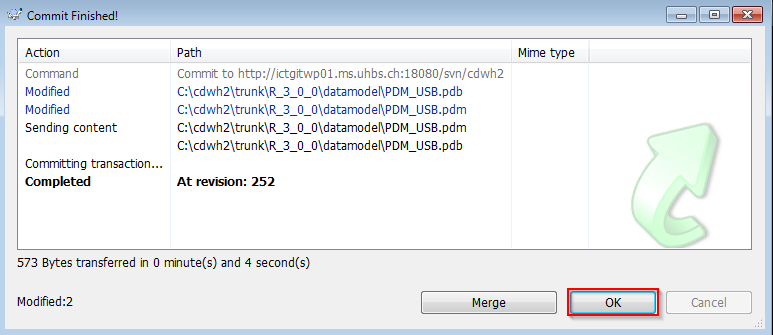 Commit Finished!
Action Path Mime type
Command Commit to http://ictgitwp01.ms.uhbs.ch:18080/svn/cdwh2
Modified C:\cdwh2\trunk\R_3_0_0\datamodel\PDM_USB.pdb
Modified C:\cdwh2\trunk\R_3_0_0\datamodel\PDM_USB.pdm
Sending content C:\cdwh2\trunk\R_3_0_0\datamodel\PDM_USB.pdm
C:\cdwh2\trunk\R_3_0_0\datamodel\PDM_USB.pdb
Committing transaction...
Completed At revision: 252
573 Bytes transferred in 0 minute(s) and 4 second(s)
Modified:2 Merge OK Cancel